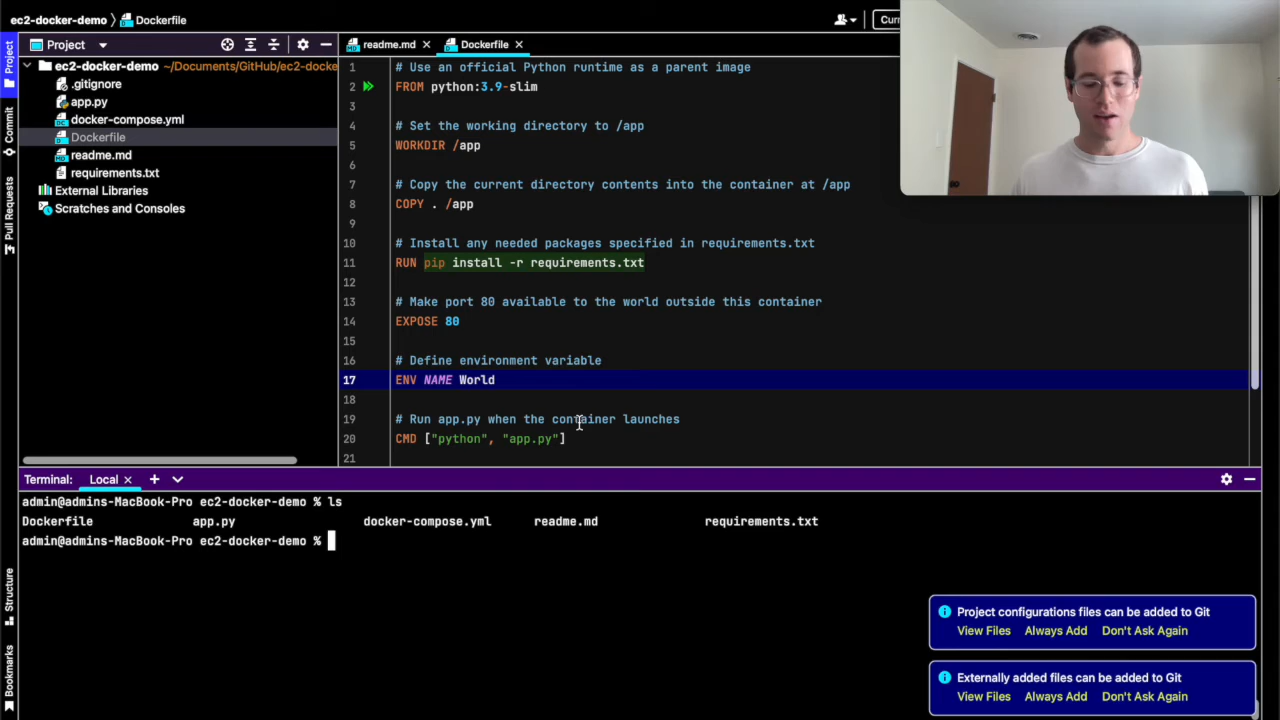 ec2-docker-demo Dockerfile
Curr
Project
readme.md
Dockerfile
Project
Commit
Pull Requests
Structure
Bookmarks
ec2-docker-demo ~/Documents/GitHub/ec2-docke
.gitignore
app.py
docker-compose.yml
Dockerfile
readme.md
requirements.txt
External Libraries
Scratches and Consoles
1 # Use an official Python runtime as a parent image
2 FROM python:3.9-slim
3
4 # Set the working directory to /app
5 WORKDIR /app
6
7 # Copy the current directory contents into the container at /app
8 COPY . /app
9
10 # Install any needed packages specified in requirements.txt
11 RUN pip install -r requirements.txt
12
13 # Make port 80 available to the world outside this container
14 EXPOSE 80
15
16 # Define environment variable
17 ENV NAME World
18
19 # Run app.py when the container launches
20 CMD ["python", "app.py"]
21
Terminal: Local
admin@admins-MacBook-Pro ec2-docker-demo % ls
Dockerfile app.py docker-compose.yml readme.md requirements.txt
admin@admins-MacBook-Pro ec2-docker-demo %
Project configurations files can be added to Git
View Files Always Add Don't Ask Again
Externally added files can be added to Git
View Files Always Add Don't Ask Again